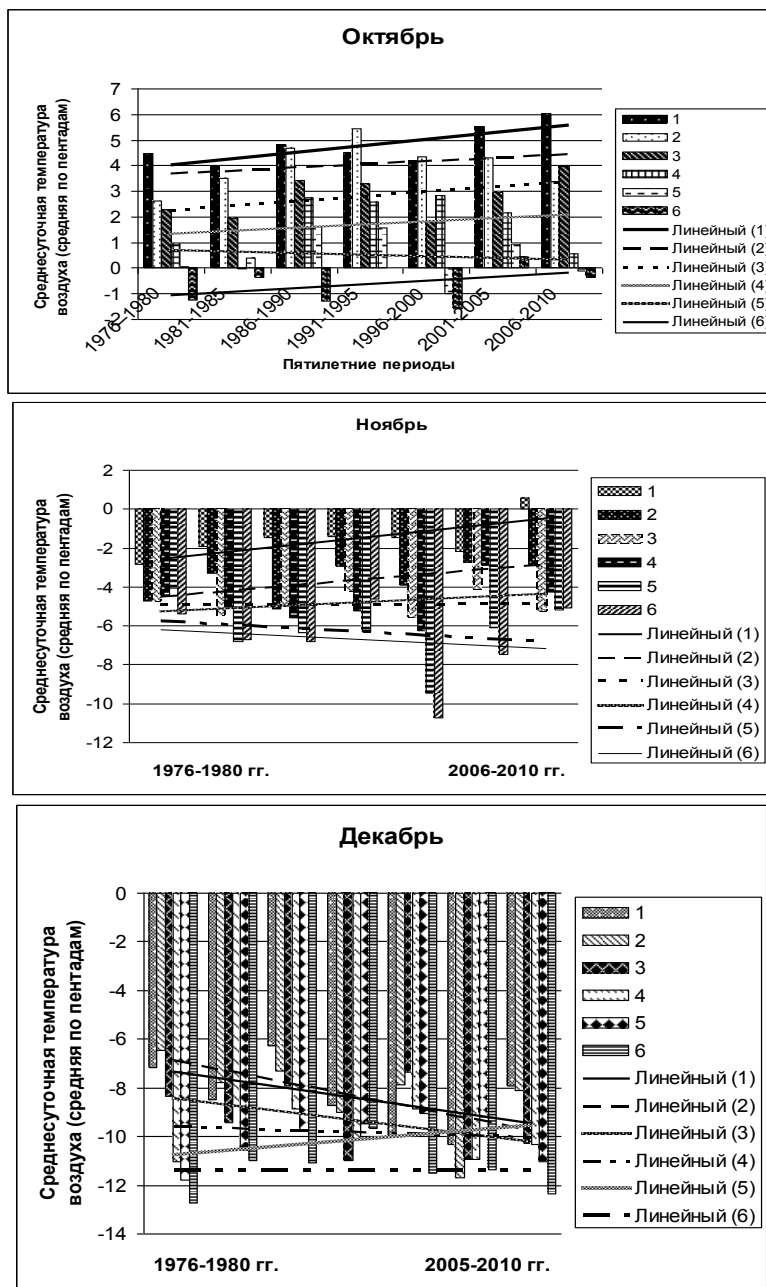 Октябрь
Среднесуточная температура
воздуха (средняя по пентадам)
7
6
5
4
3
2
1
0
-1
-2
1976-1980
1981-1985
1986-1990
1991-1995
1996-2000
2001-2005
2006-2010
Пятилетние периоды
1
2
3
4
5
6
Линейный (1)
Линейный (2)
Линейный (3)
Линейный (4)
Линейный (5)
Линейный (6)
Ноябрь
Среднесуточная температура
воздуха (средняя по пентадам)
2
0
-2
-4
-6
-8
-10
-12
1976-1980 гг.
2006-2010 гг.
1
2
3
4
5
6
Линейный (1)
Линейный (2)
Линейный (3)
Линейный (4)
Линейный (5)
Линейный (6)
Декабрь
Среднесуточная температура
воздуха (средняя по пентадам)
0
-2
-4
-6
-8
-10
-12
-14
1976-1980 гг.
2005-2010 гг.
1
2
3
4
5
6
Линейный (1)
Линейный (2)
Линейный (3)
Линейный (4)
Линейный (5)
Линейный (6)